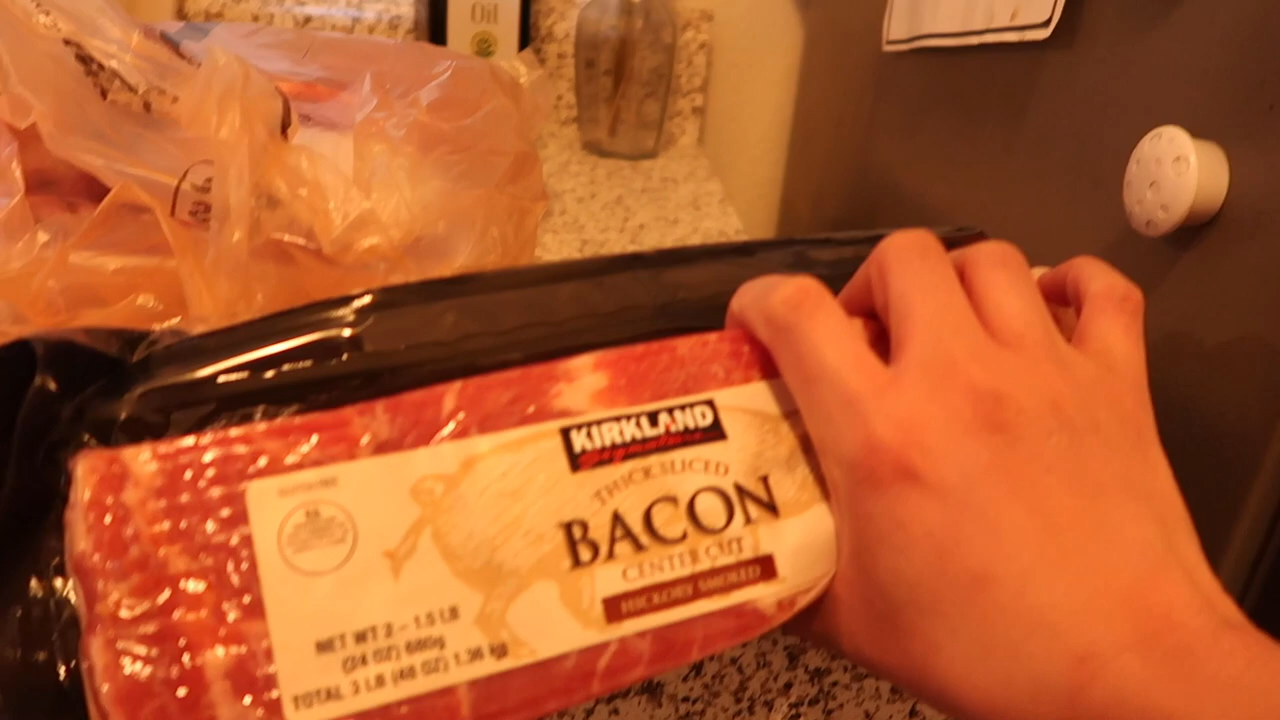 Oil
KIRKLAND
Signature
THICK SLICED
BACON
CENTER CUT
HICKORY SMOKED
NET WT 2 - 1.5 LB
(24 OZ) 680g
TOTAL 3 LB (48 OZ) 1.36 kg